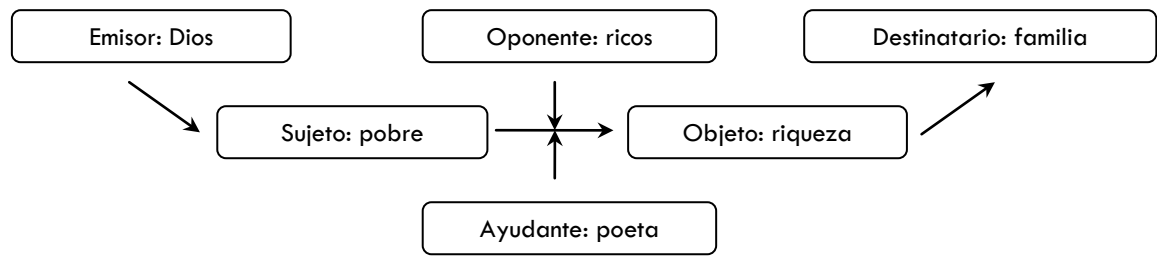 Emisor: Dios
Oponente: ricos
Destinatario: familia
Sujeto: pobre
Objeto: riqueza
Ayudante: poeta